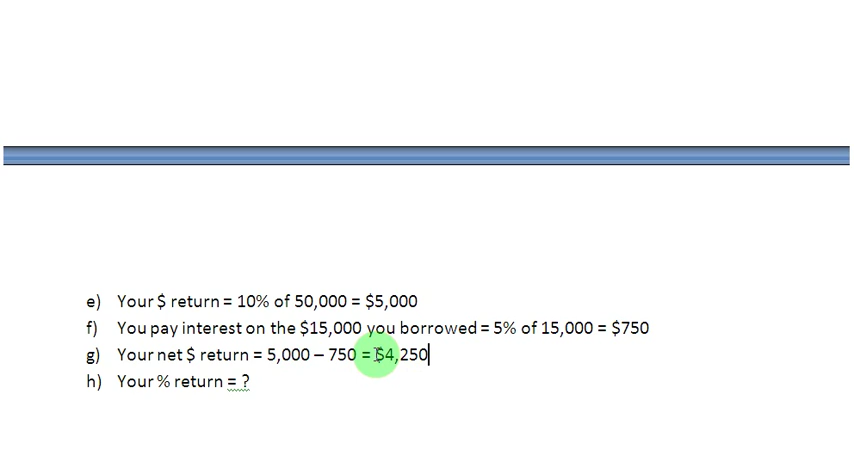 e) Your $ return = 10% of 50,000 = $5,000
f) You pay interest on the $15,000 you borrowed = 5% of 15,000 = $750
g) Your net $ return = 5,000 – 750 = $4,250
h) Your % return = ?